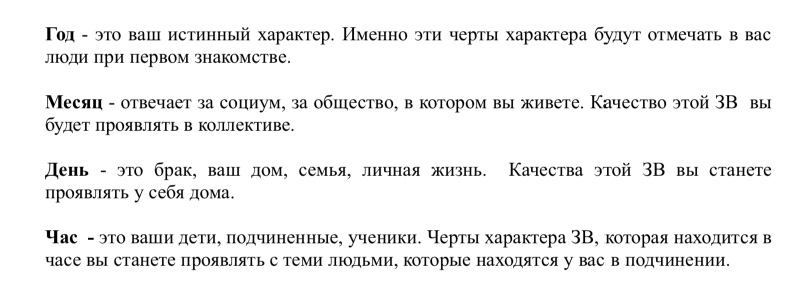 Год - это ваш истинный характер. Именно эти черты характера будут отмечать в вас
люди при первом знакомстве.
Месяц - отвечает за социум, за общество, в котором вы живете. Качество этой ЗВ вы
будет проявлять в коллективе.
День - это брак, ваш дом, семья, личная жизнь. Качества этой ЗВ вы станете
проявлять у себя дома.
Час - это ваши дети, подчиненные, ученики. Черты характера ЗВ, которая находится в
часе вы станете проявлять с теми людьми, которые находятся у вас в подчинении.